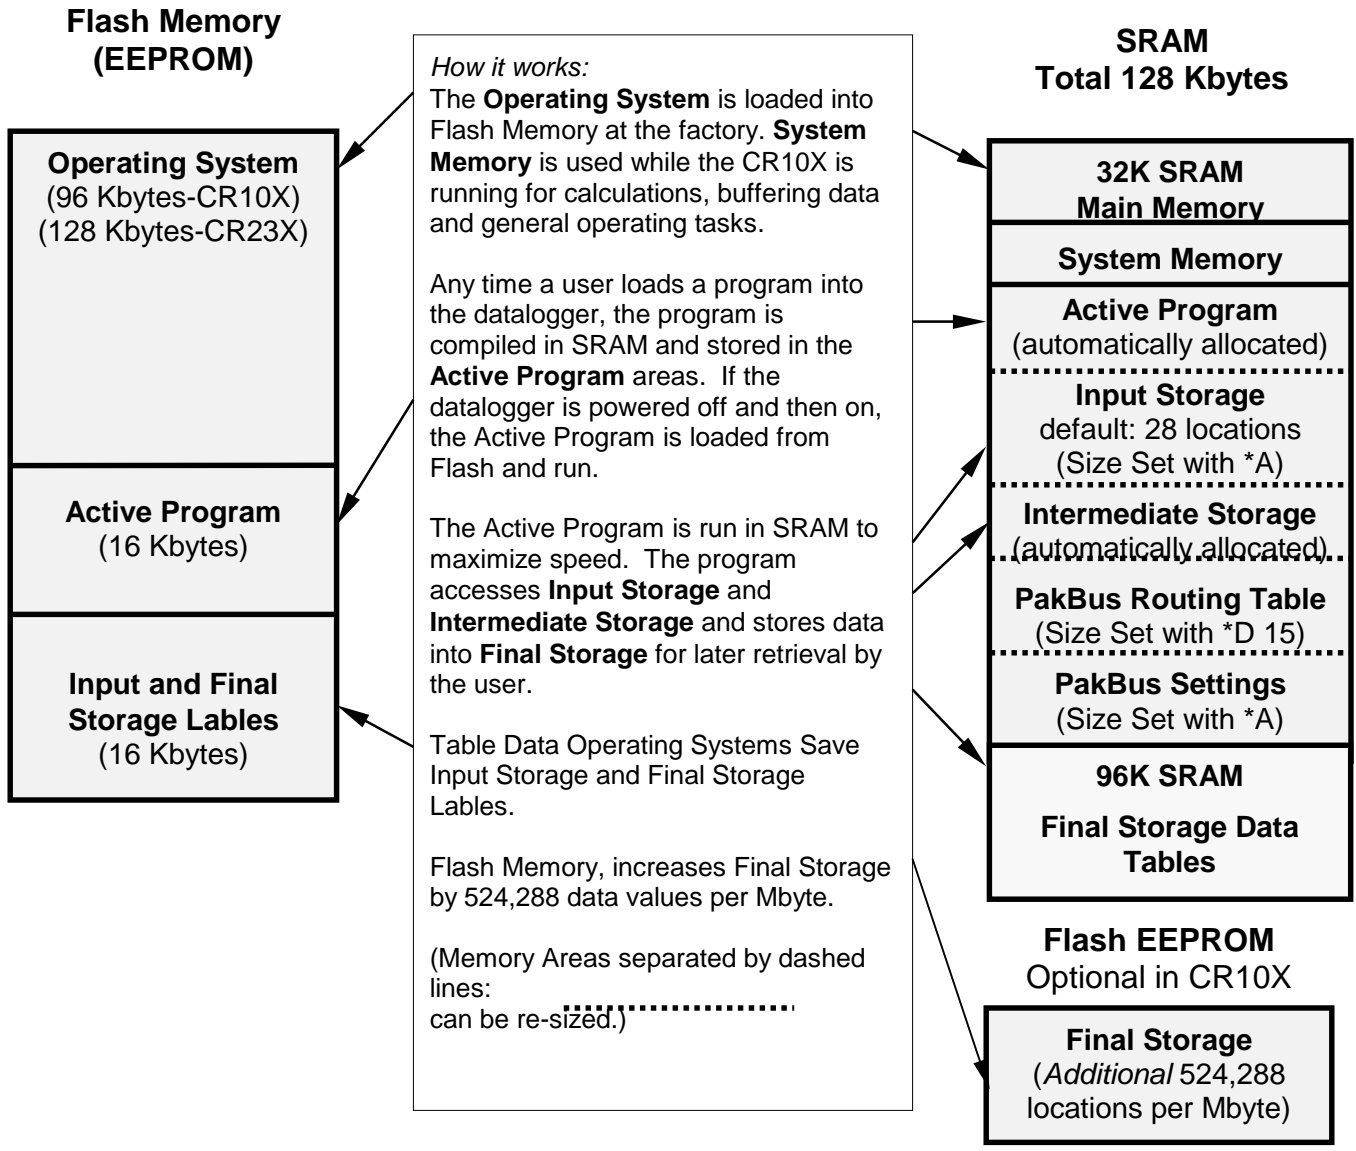 Flash Memory
(EEPROM)
Operating System
(96 Kbytes-CR10X)
(128 Kbytes-CR23X)
Active Program
(16 Kbytes)
Input and Final
Storage Lables
(16 Kbytes)
How it works:
The Operating System is loaded into
Flash Memory at the factory. System
Memory is used while the CR10X is
running for calculations, buffering data
and general operating tasks.
Any time a user loads a program into
the datalogger, the program is
compiled in SRAM and stored in the
Active Program areas.  If the
datalogger is powered off and then on,
the Active Program is loaded from
Flash and run.
The Active Program is run in SRAM to
maximize speed.  The program
accesses Input Storage and
Intermediate Storage and stores data
into Final Storage for later retrieval by
the user.
Table Data Operating Systems Save
Input Storage and Final Storage
Lables.
Flash Memory, increases Final Storage
by 524,288 data values per Mbyte.
(Memory Areas separated by dashed
lines:
can be re-sized.)
SRAM
Total 128 Kbytes
32K SRAM
Main Memory
System Memory
Active Program
(automatically allocated)
Input Storage
default: 28 locations
(Size Set with *A)
Intermediate Storage
(automatically allocated)
PakBus Routing Table
(Size Set with *D 15)
PakBus Settings
(Size Set with *A)
96K SRAM
Final Storage Data
Tables
Flash EEPROM
Optional in CR10X
Final Storage
(Additional 524,288
locations per Mbyte)